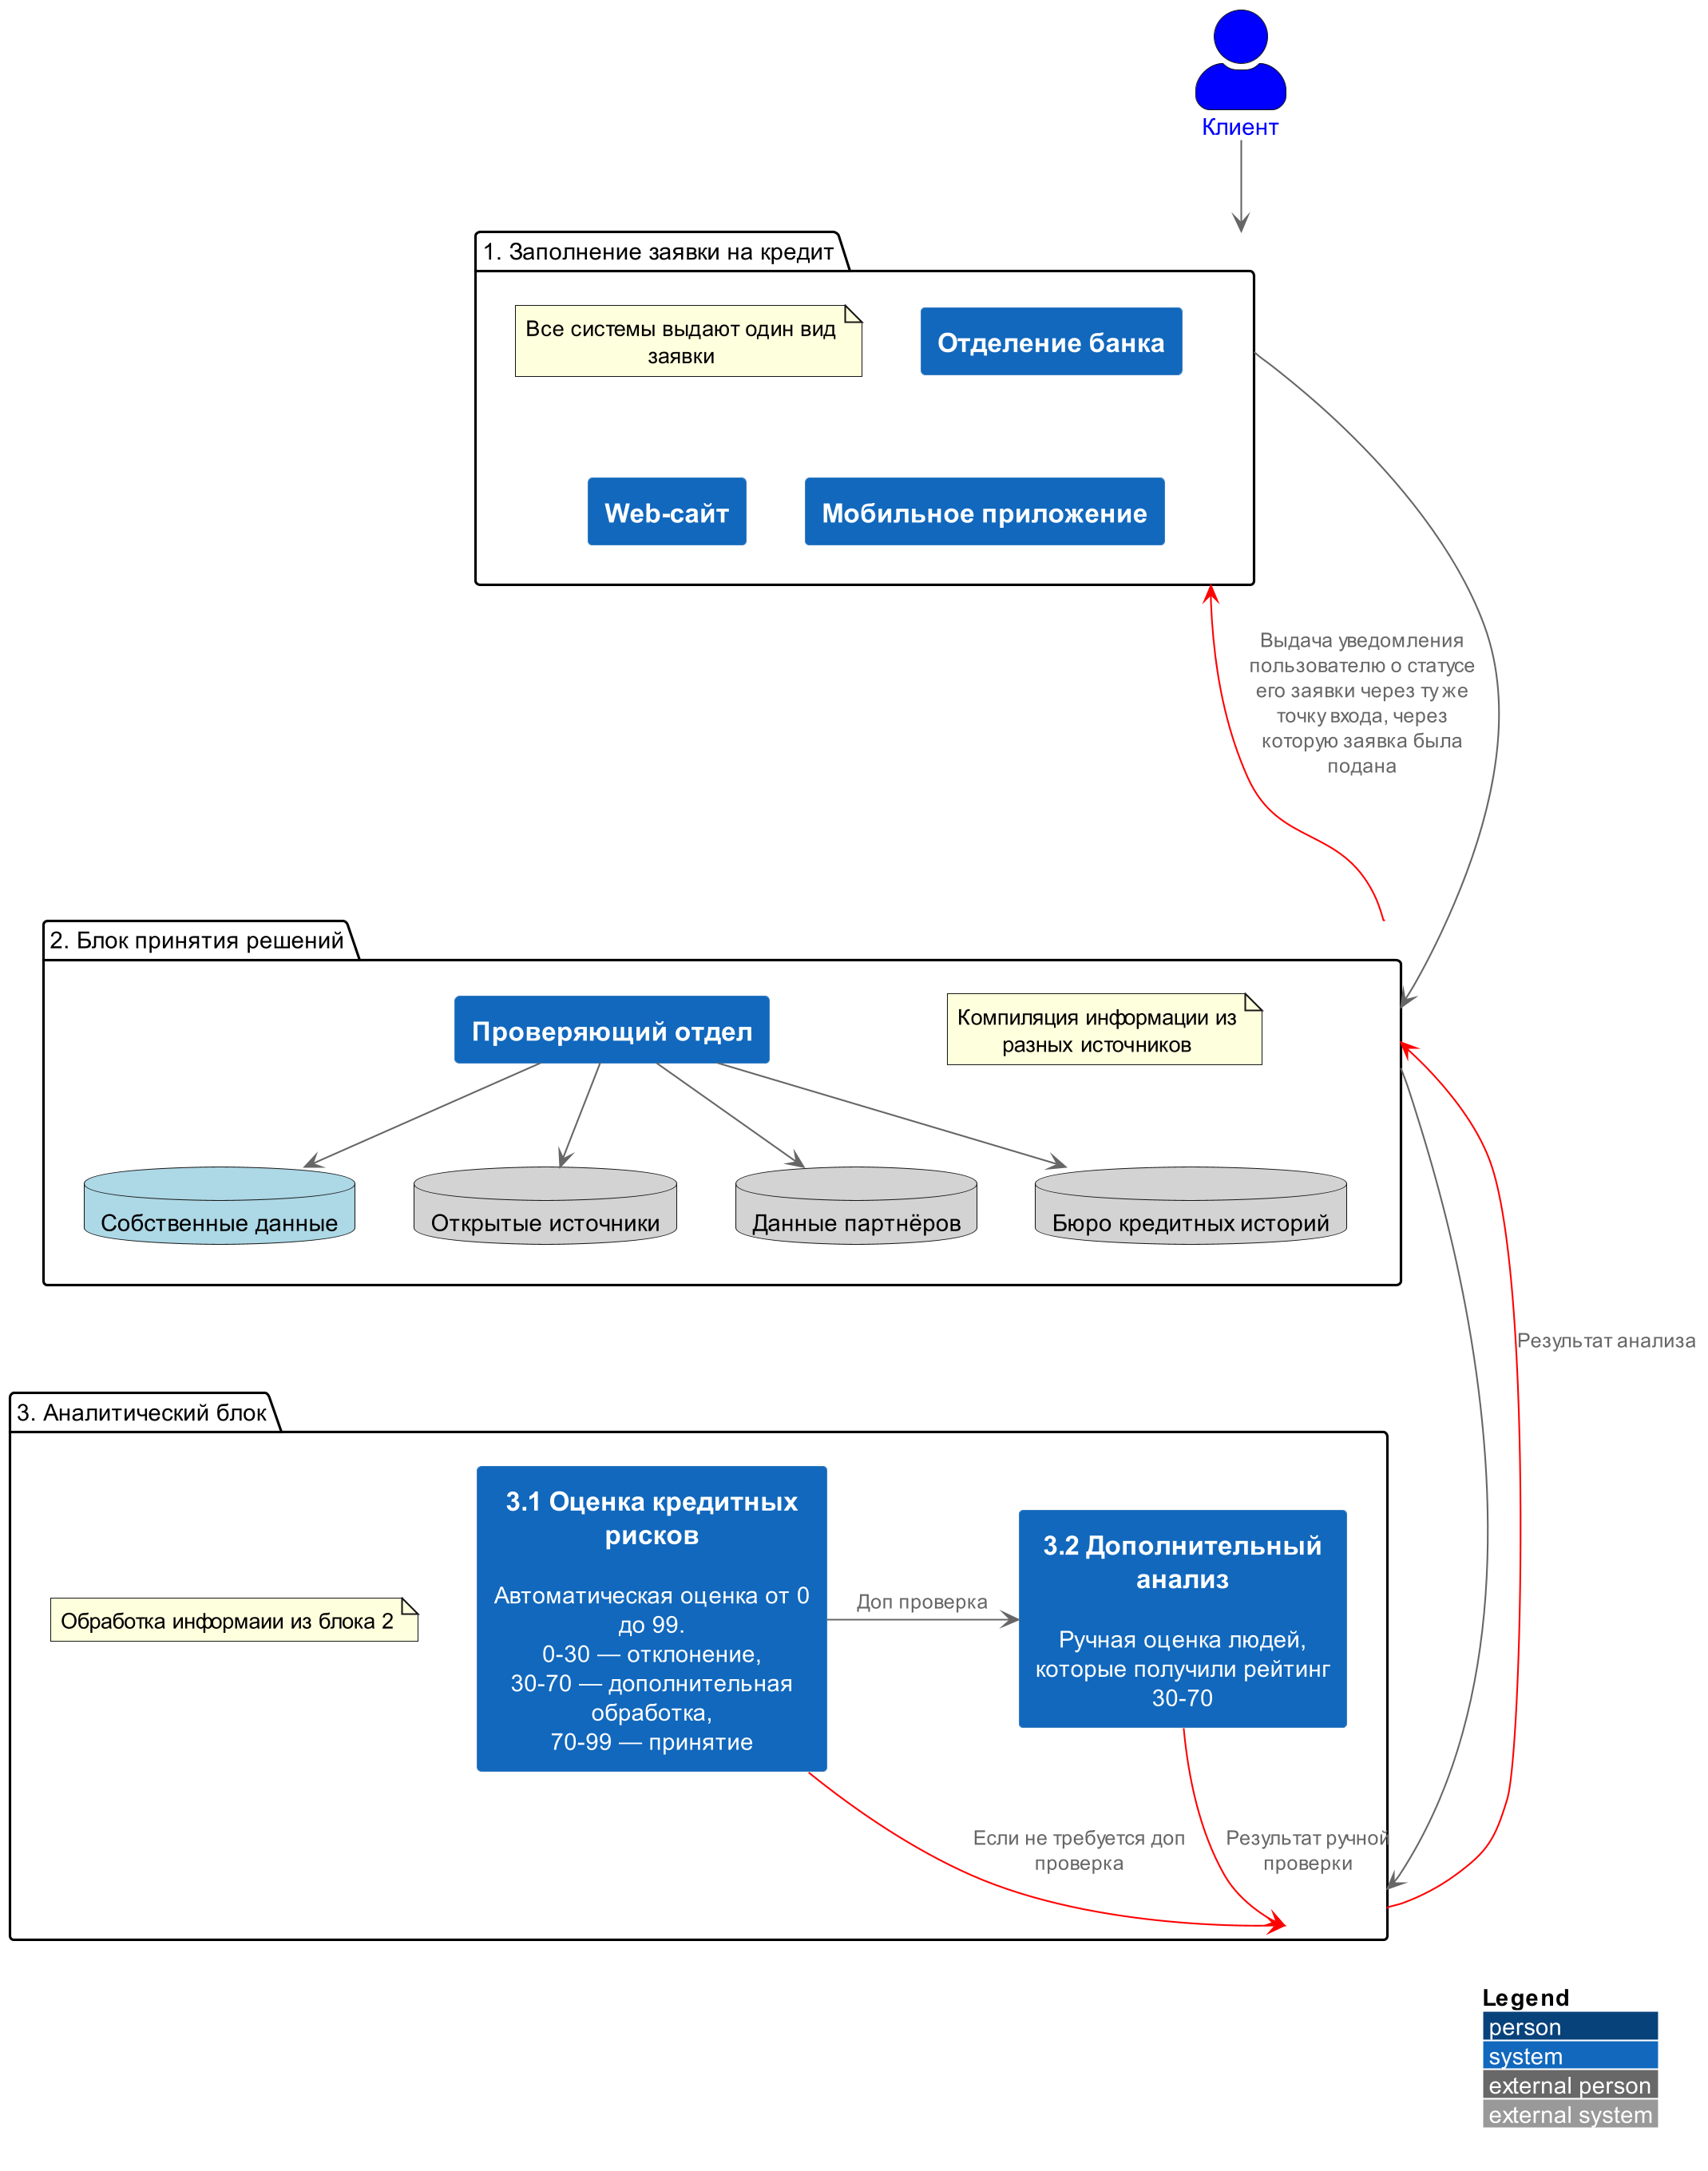 Клиент
1. Заполнение заявки на кредит
Все системы выдают один вид
заявки
Отделение банка
Web-сайт
Мобильное приложение
Выдача уведомления
пользователю о статусе
его заявки через ту же
точку входа, через
которую заявка была
подана
2. Блок принятия решений
Проверяющий отдел
Компиляция информации из
разных источников
Собственные данные
Открытые источники
Данные партнёров
Бюро кредитных историй
Результат анализа
3. Аналитический блок
Обработка информаии из блока 2
3.1 Оценка кредитных
рисков
Автоматическая оценка от 0
до 99.
0-30 — отклонение,
30-70 — дополнительная
обработка,
70-99 — принятие
Доп проверка
3.2 Дополнительный
анализ
Ручная оценка людей,
которые получили рейтинг
30-70
Если не требуется доп
проверка
Результат ручной
проверки
Legend
person
system
external person
external system